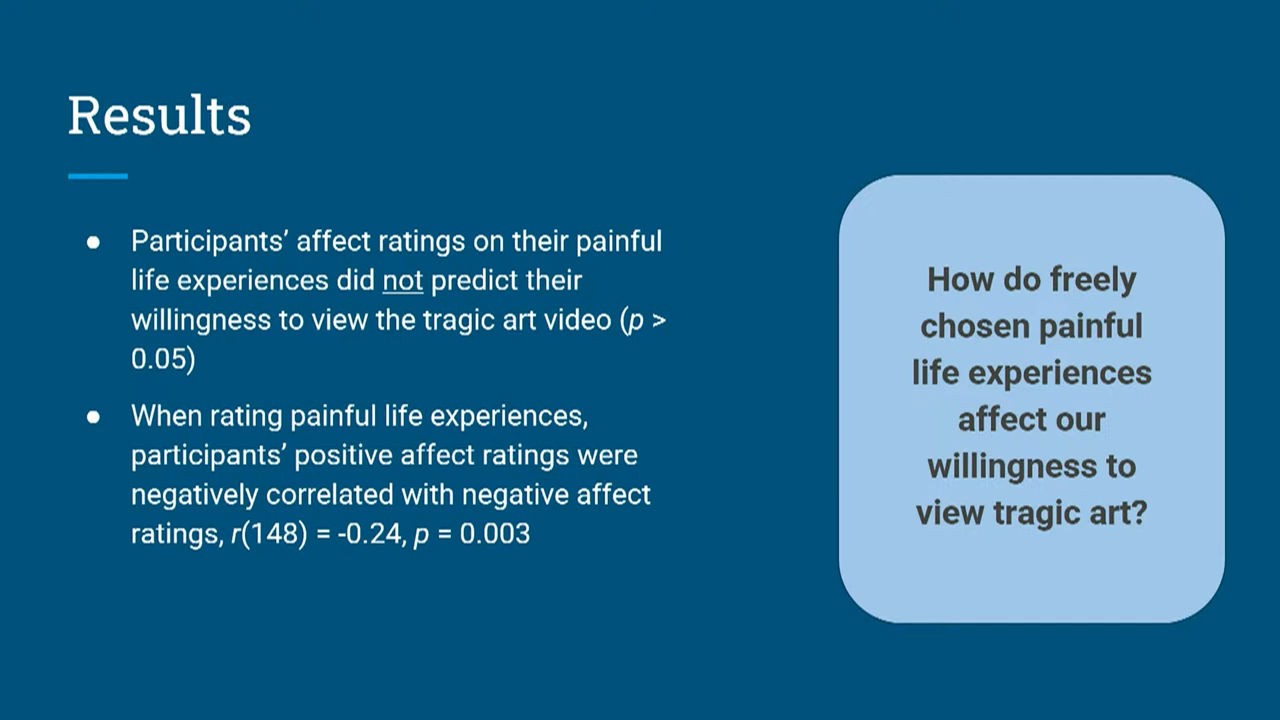 Results
● Participants’ affect ratings on their painful
life experiences did not predict their
willingness to view the tragic art video (p >
0.05)
● When rating painful life experiences,
participants’ positive affect ratings were
negatively correlated with negative affect
ratings, r(148) = -0.24, p = 0.003
How do freely
chosen painful
life experiences
affect our
willingness to
view tragic art?